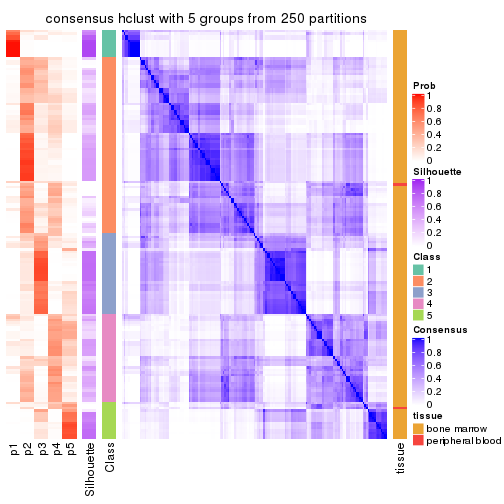 consensus hclust with 5 groups from 250 partitions
Prob
1
0.8
0.6
0.4
0.2
0
Silhouette
1
0.8
0.6
0.4
0.2
0
Class
1
2
3
4
5
Consensus
1
0.8
0.6
0.4
0.2
0
tissue
bone marrow
peripheral blood
p1
p2
p3
p4
p5
Silhouette
Class
tissue